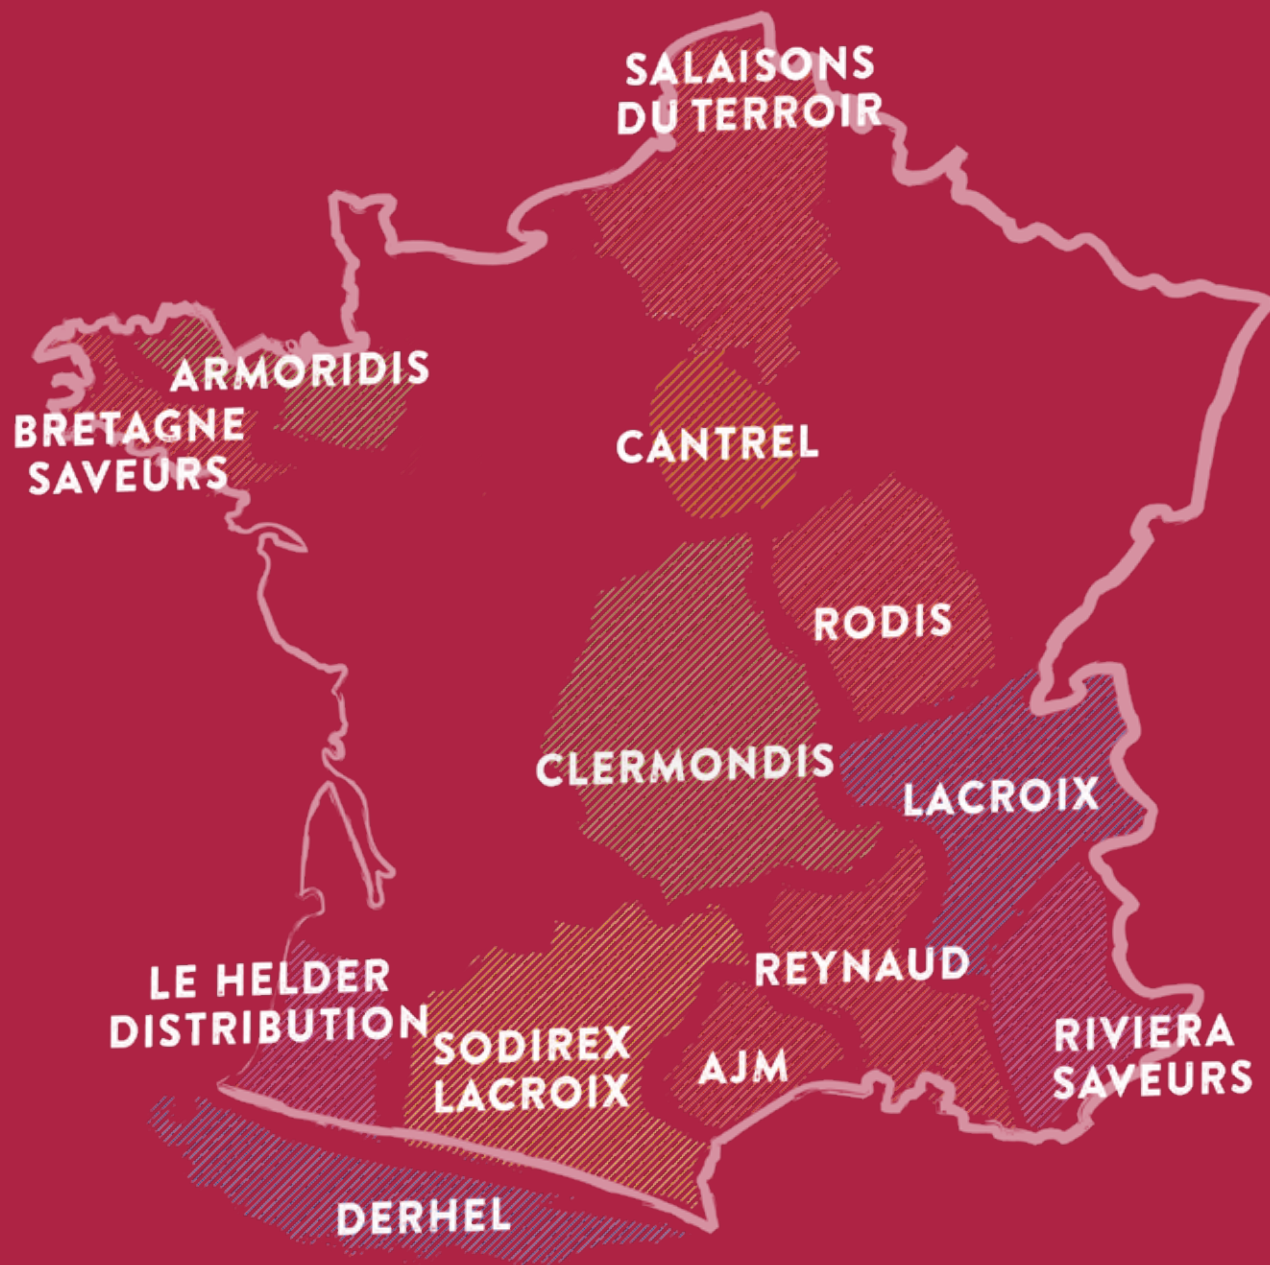 SALAISONS
DU TERROIR
ARMORIDIS
BRETAGNE
SAVEURS
CANTREL
RODIS
CLERMONDIS
LACROIX
LE HELDER
DISTRIBUTION
SODIREX
LACROIX
REYNAUD
AJM
RIVIERA
SAVEURS
DERHEL